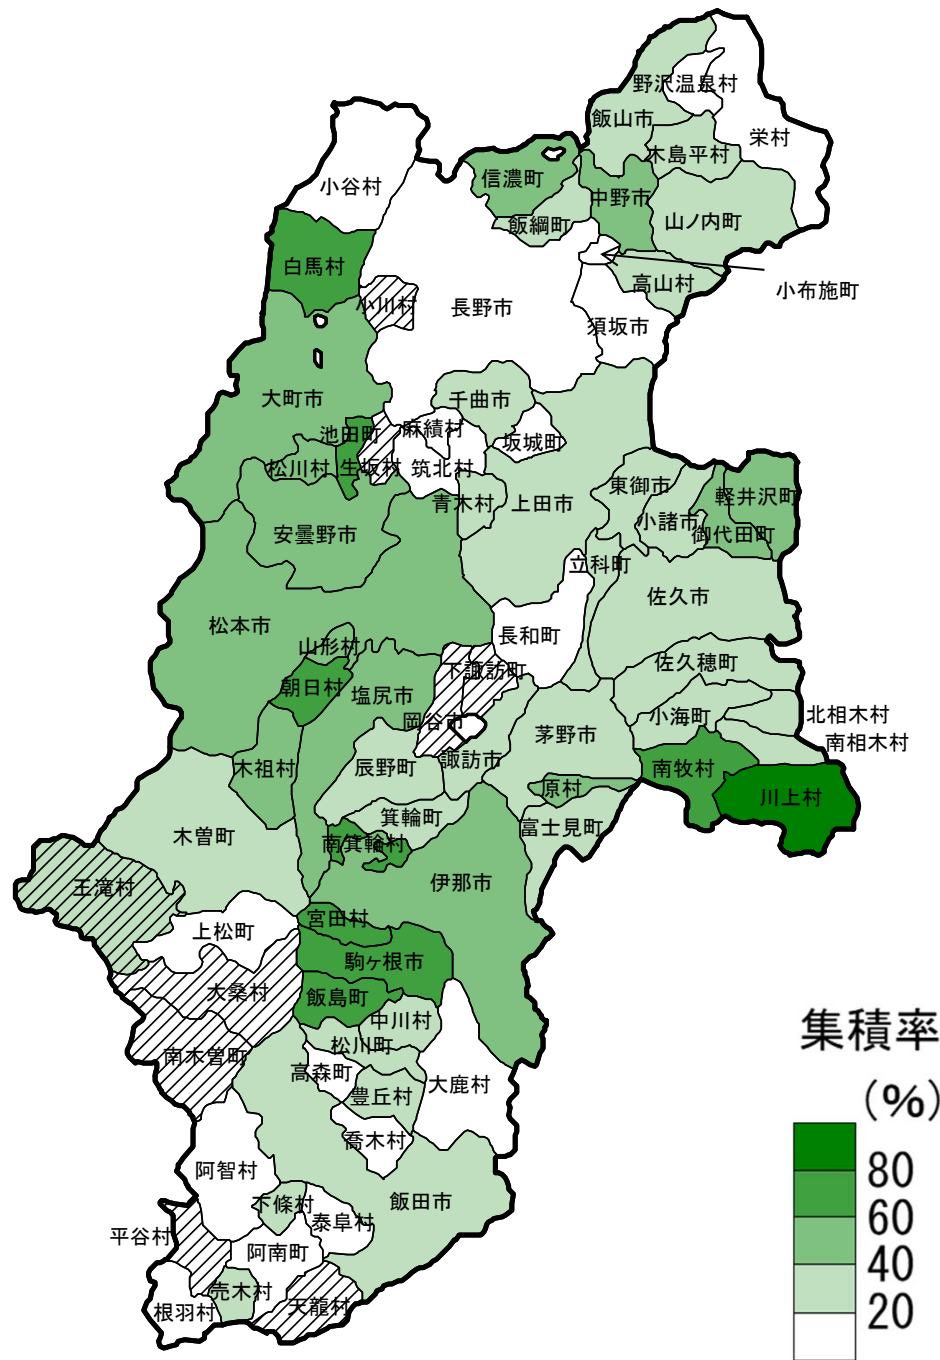 野沢温泉村
飯山市
栄村
木島平村
小谷村
信濃町
中野市
飯綱町
山ノ内町
白馬村
高山村
小布施町
小川村
長野市
須坂市
大町市
千曲市
池田町
麻績村
坂城町
松川村
生坂村
筑北村
青木村
上田市
東御市
軽井沢町
小諸市
御代田町
安曇野市
立科町
佐久市
松本市
長和町
山形村
佐久穂町
下諏訪町
朝日村
塩尻市
岡谷市
小海町
北相木村
茅野市
南相木村
諏訪市
木祖村
辰野町
南牧村
原村
川上村
箕輪町
富士見町
木曽町
南箕輪村
伊那市
王滝村
宮田村
上松町
駒ヶ根市
大桑村
飯島町
中川村
松川町
南木曽町
高森町
大鹿村
豊丘村
喬木村
阿智村
下條村
飯田市
泰阜村
平谷村
阿南町
売木村
天龍村
根羽村
集積率
(%)
80
60
40
20